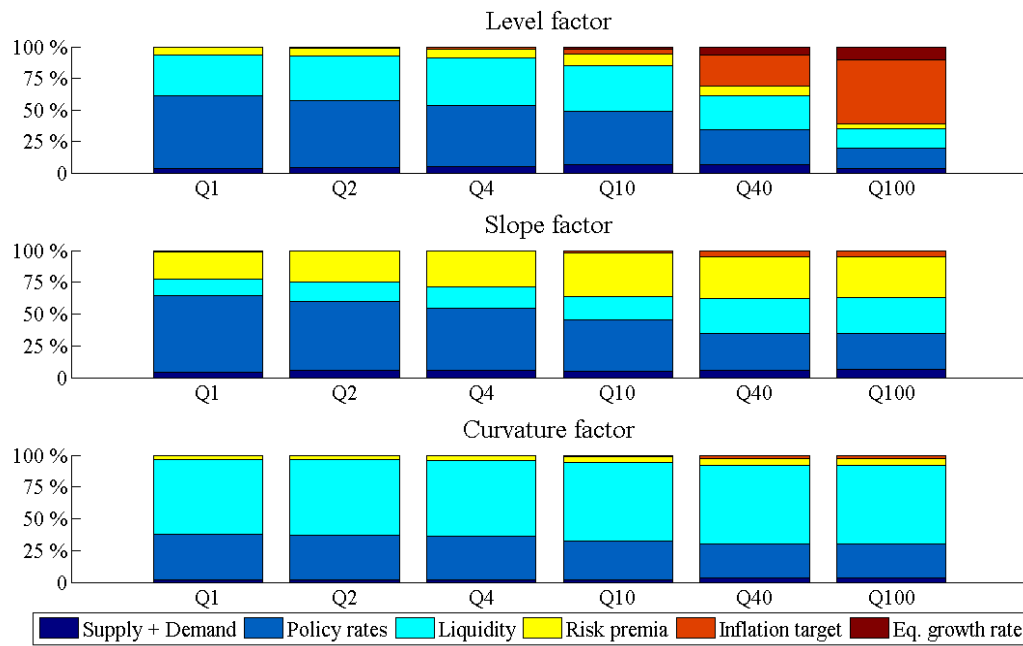 Level factor
100 %
75 %
50 %
25 %
0
Q1 Q2 Q4 Q10 Q40 Q100
Slope factor
100 %
75 %
50 %
25 %
0
Q1 Q2 Q4 Q10 Q40 Q100
Curvature factor
100 %
75 %
50 %
25 %
0
Q1 Q2 Q4 Q10 Q40 Q100
Supply + Demand Policy rates Liquidity Risk premia Inflation target Eq. growth rate